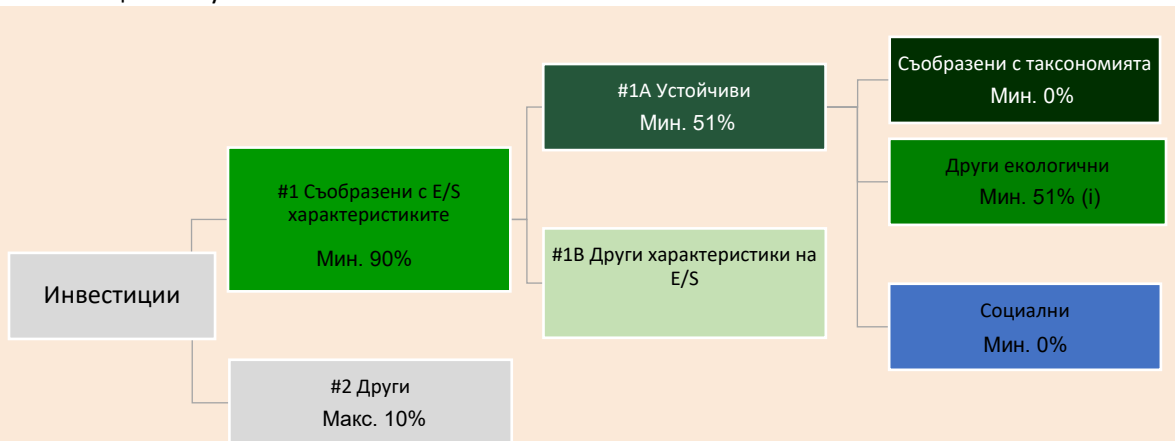 Инвестиции
#1 Съобразени с E/S
характеристиките
Мин. 90%
#2 Други
Макс. 10%
#1A Устойчиви
Мин. 51%
#1B Други характеристики на
E/S
Съобразени с таксономията
Мин. 0%
Други екологични
Мин. 51% (i)
Социални
Мин. 0%